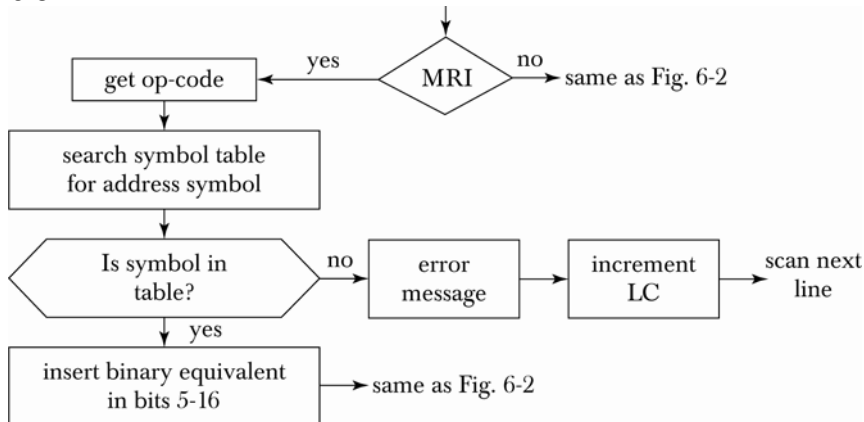 yes
no
get op-code
MRI
same as Fig. 6-2
search symbol table
for address symbol
Is symbol in
table?
no
error
message
increment
LC
scan next
line
yes
insert binary equivalent
in bits 5-16
same as Fig. 6-2